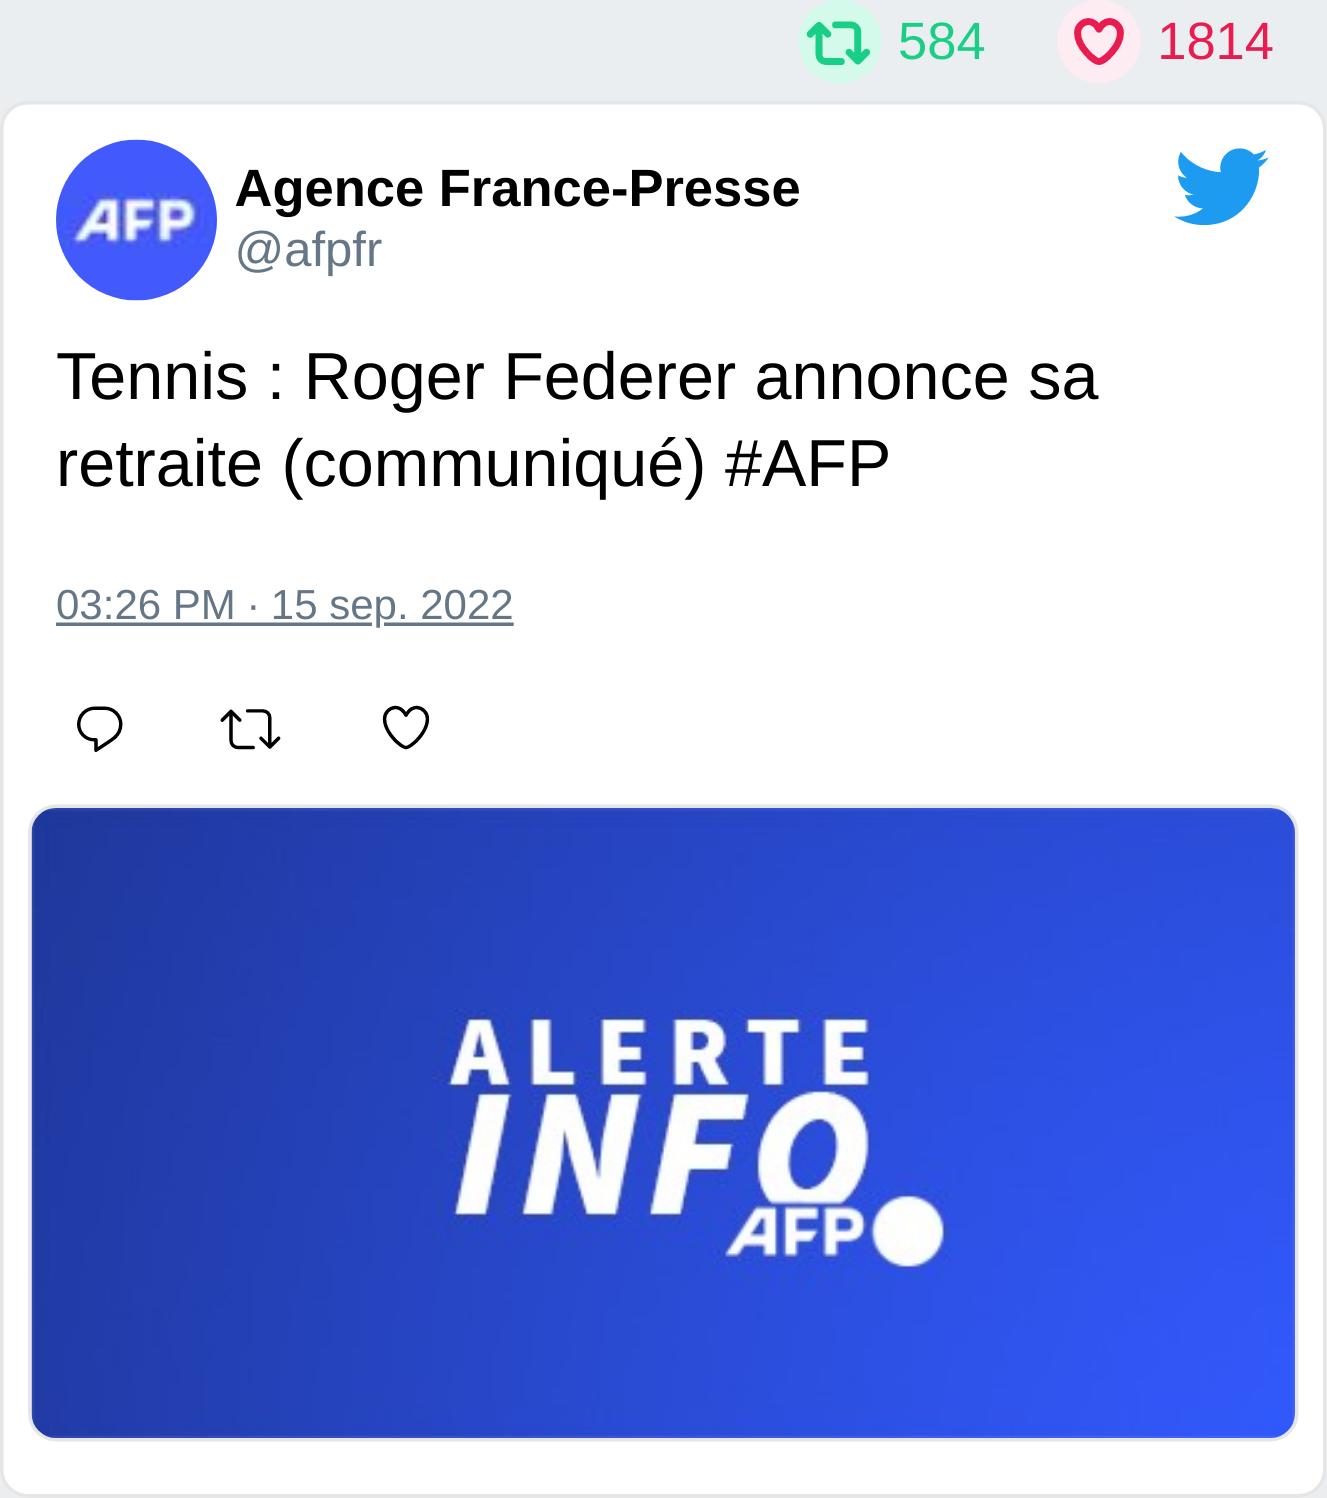 584 1814
AFP
Agence France-Presse
@afpfr
Tennis : Roger Federer annonce sa
retraite (communiqué) #AFP
03:26 PM · 15 sep. 2022
ALERTE
INFO
AFP